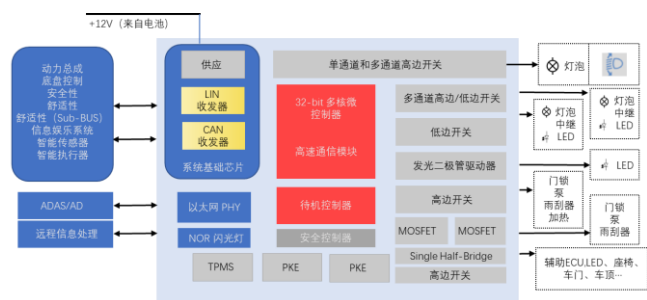 +12V（来自电池）
动力总成
底盘控制
安全性
舒适性
舒适性（Sub-BUS）
信息娱乐系统
智能传感器
智能执行器
ADAS/AD
远程信息处理
供应
LIN
收发器
CAN
收发器
系统基础芯片
以太网 PHY
NOR 闪光灯
TPMS
PKE
PKE
单通道和多通道高边开关
32-bit 多核微
控制器
高速通信模块
待机控制器
安全控制器
多通道高边/低边开关
低边开关
发光二极管驱动器
高边开关
MOSFET
MOSFET
Single Half-Bridge
高边开关
灯泡
灯泡
中继
LED
灯泡
中继
LED
LED
门锁
泵
雨刮器
加热
门锁
泵
雨刮器
辅助ECU,LED、座椅、
车门、车顶…